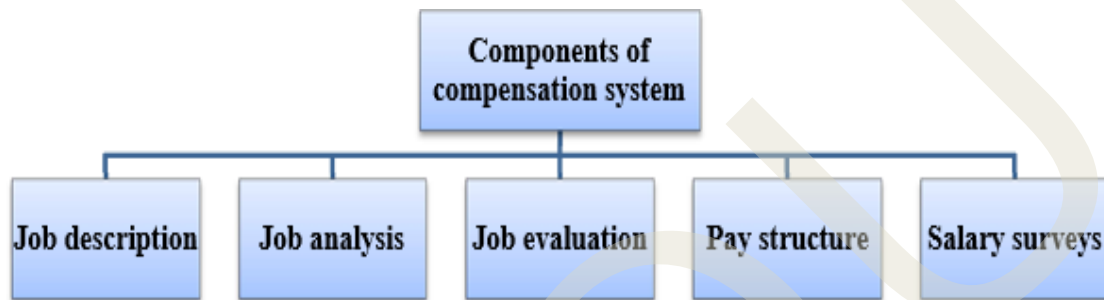 Components of
compensation system
Job description
Job analysis
Job evaluation
Pay structure
Salary surveys